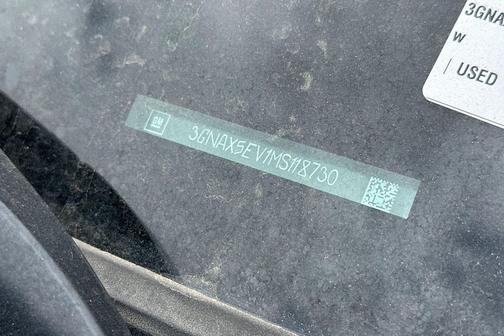 3GNA
W
| USED
GM
3GNAX5EV1MS118730